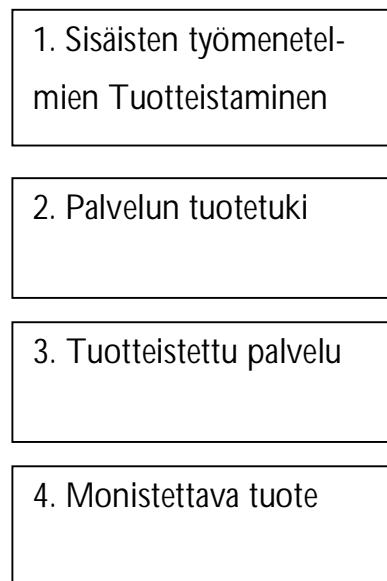 1. Sisäisten työmenetel-
mien Tuotteistaminen
2. Palvelun tuotetuki
3. Tuotteistettu palvelu
4. Monistettava tuote